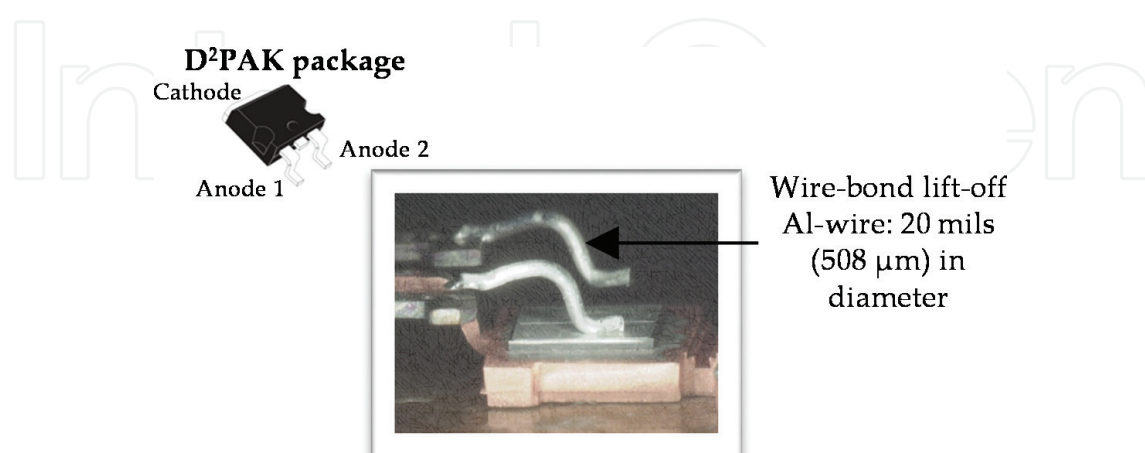 D²PAK package
Cathode
Anode 2
Anode 1
Wire-bond lift-off
Al-wire: 20 mils
(508 μm) in
diameter